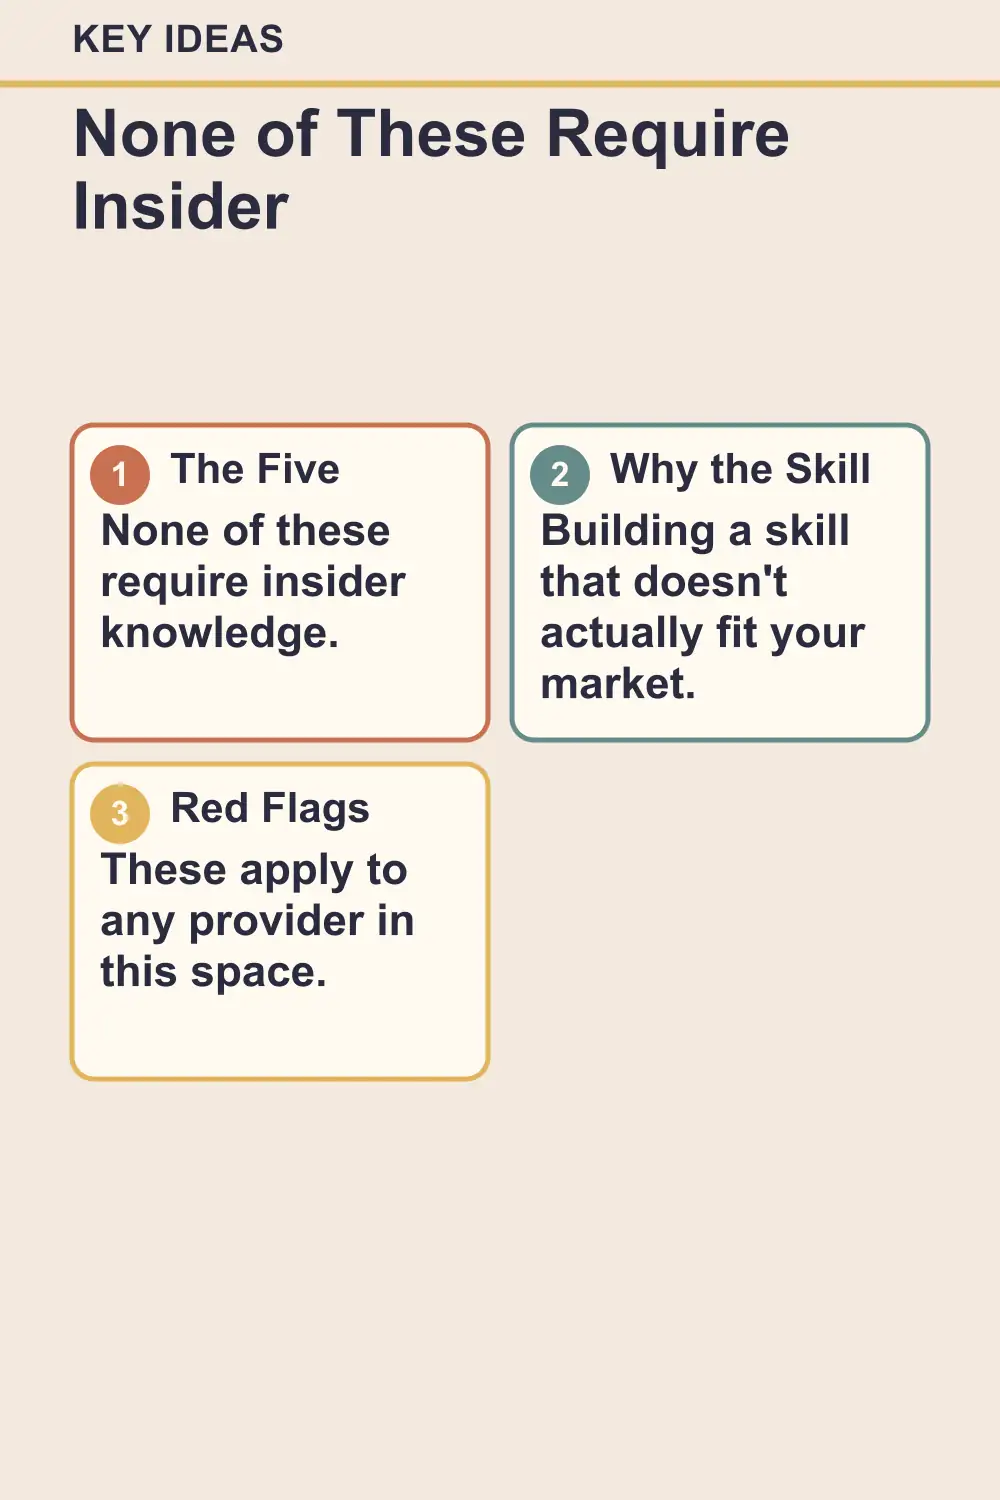 KEY IDEAS
None of These Require
Insider
1
The Five
None of these
require insider
knowledge.
2
Why the Skill
Building a skill
that doesn't
actually fit your
market.
3
Red Flags
These apply to
any provider in
this space.